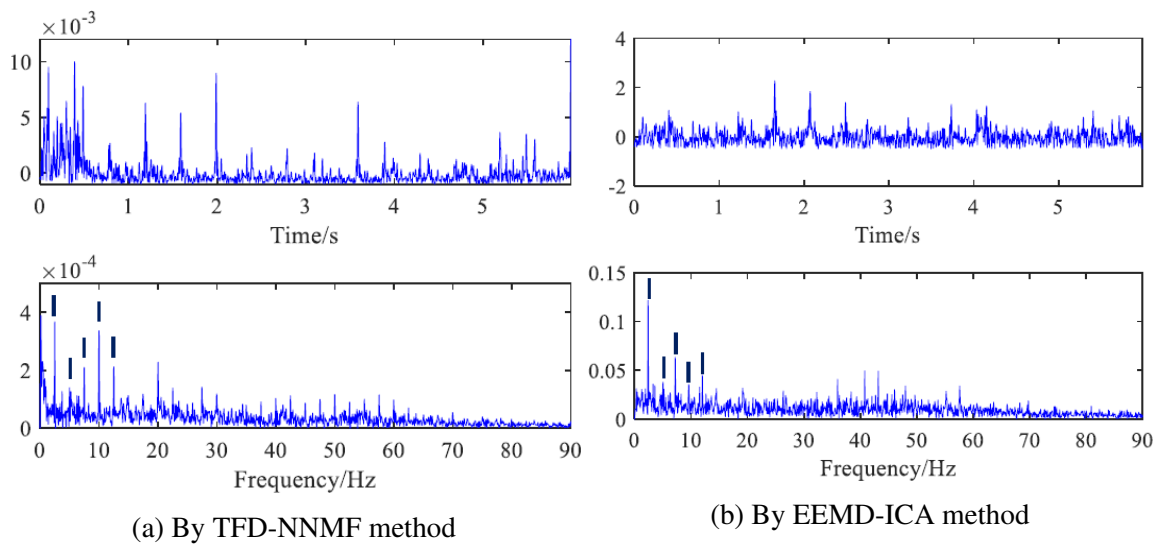 ×10⁻³
10
5
0
0 1 2 3 4 5
Time/s
4
2
0
-2
0 1 2 3 4 5
Time/s
×10⁻⁴
4
2
0
0 10 20 30 40 50 60 70 80 90
Frequency/Hz
(a) By TFD-NNMF method
0.15
0.1
0.05
0
0 10 20 30 40 50 60 70 80 90
Frequency/Hz
(b) By EEMD-ICA method